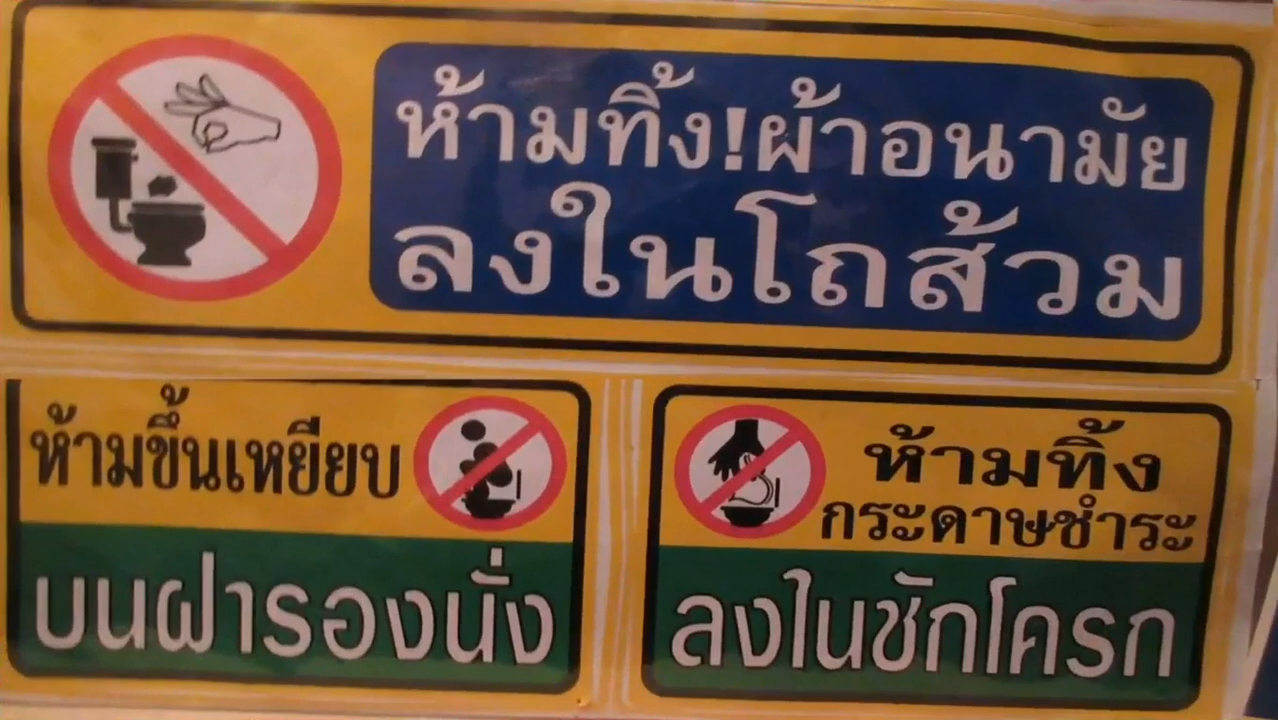 ห้ามทิ้ง!ผ้าอนามัย
ลงในโถส้วม
ห้ามขึ้นเหยียบ
บนฝารองนั่ง
ห้ามทิ้ง
กระดาษชำระ
ลงในชักโครก